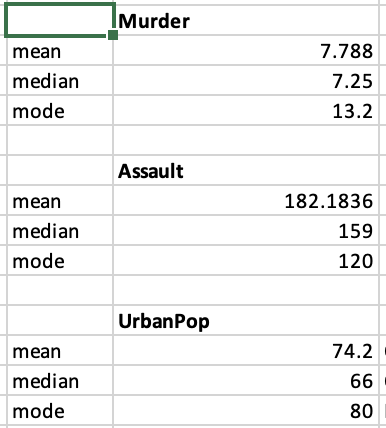 Murder
mean 7.788
median 7.25
mode 13.2
Assault
mean 182.1836
median 159
mode 120
UrbanPop
mean 74.2
median 66
mode 80